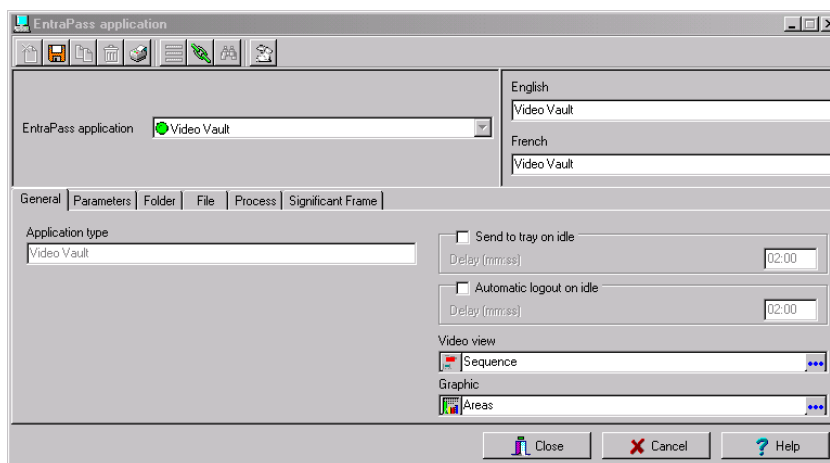 EntraPass application
English
Video Vault
EntraPass application
Video Vault
French
Video Vault
General
Parameters
Folder
File
Process
Significant Frame
Application type
Video Vault
Send to tray on idle
Delay (mm:ss)
02:00
Automatic logout on idle
Delay (mm:ss)
02:00
Video view
Sequence
Graphic
Areas
Close
Cancel
Help